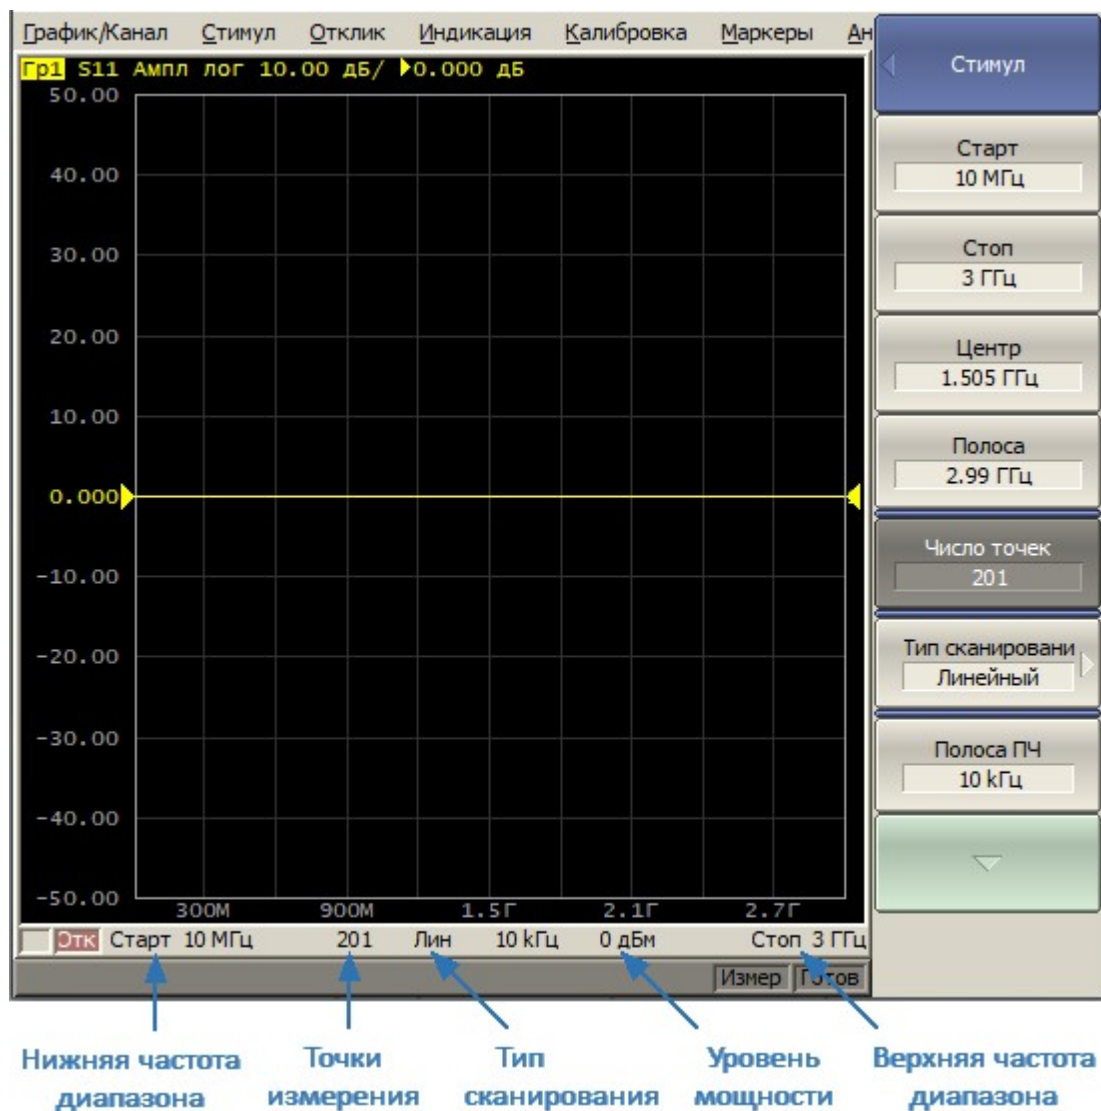 График/Канал Стимул Отклик Индикация Калибровка Маркеры Ан
Гр1 S11 Ампл лог 10.00 дБ/ 0.000 дБ
50.00
40.00
30.00
20.00
10.00
0.000
-10.00
-20.00
-30.00
-40.00
-50.00
300М 900М 1.5Г 2.1Г 2.7Г
Отк Старт 10 МГц 201 Лин 10 kГц 0 дБм Стоп 3 ГГц
Измер Готов
Стимул
Старт
10 МГц
Стоп
3 ГГц
Центр
1.505 ГГц
Полоса
2.99 ГГц
Число точек
201
Тип сканировани
Линейный
Полоса ПЧ
10 kГц
Нижняя частота
диапазона
Точки
измерения
Тип
сканирования
Уровень
мощности
Верхняя частота
диапазона